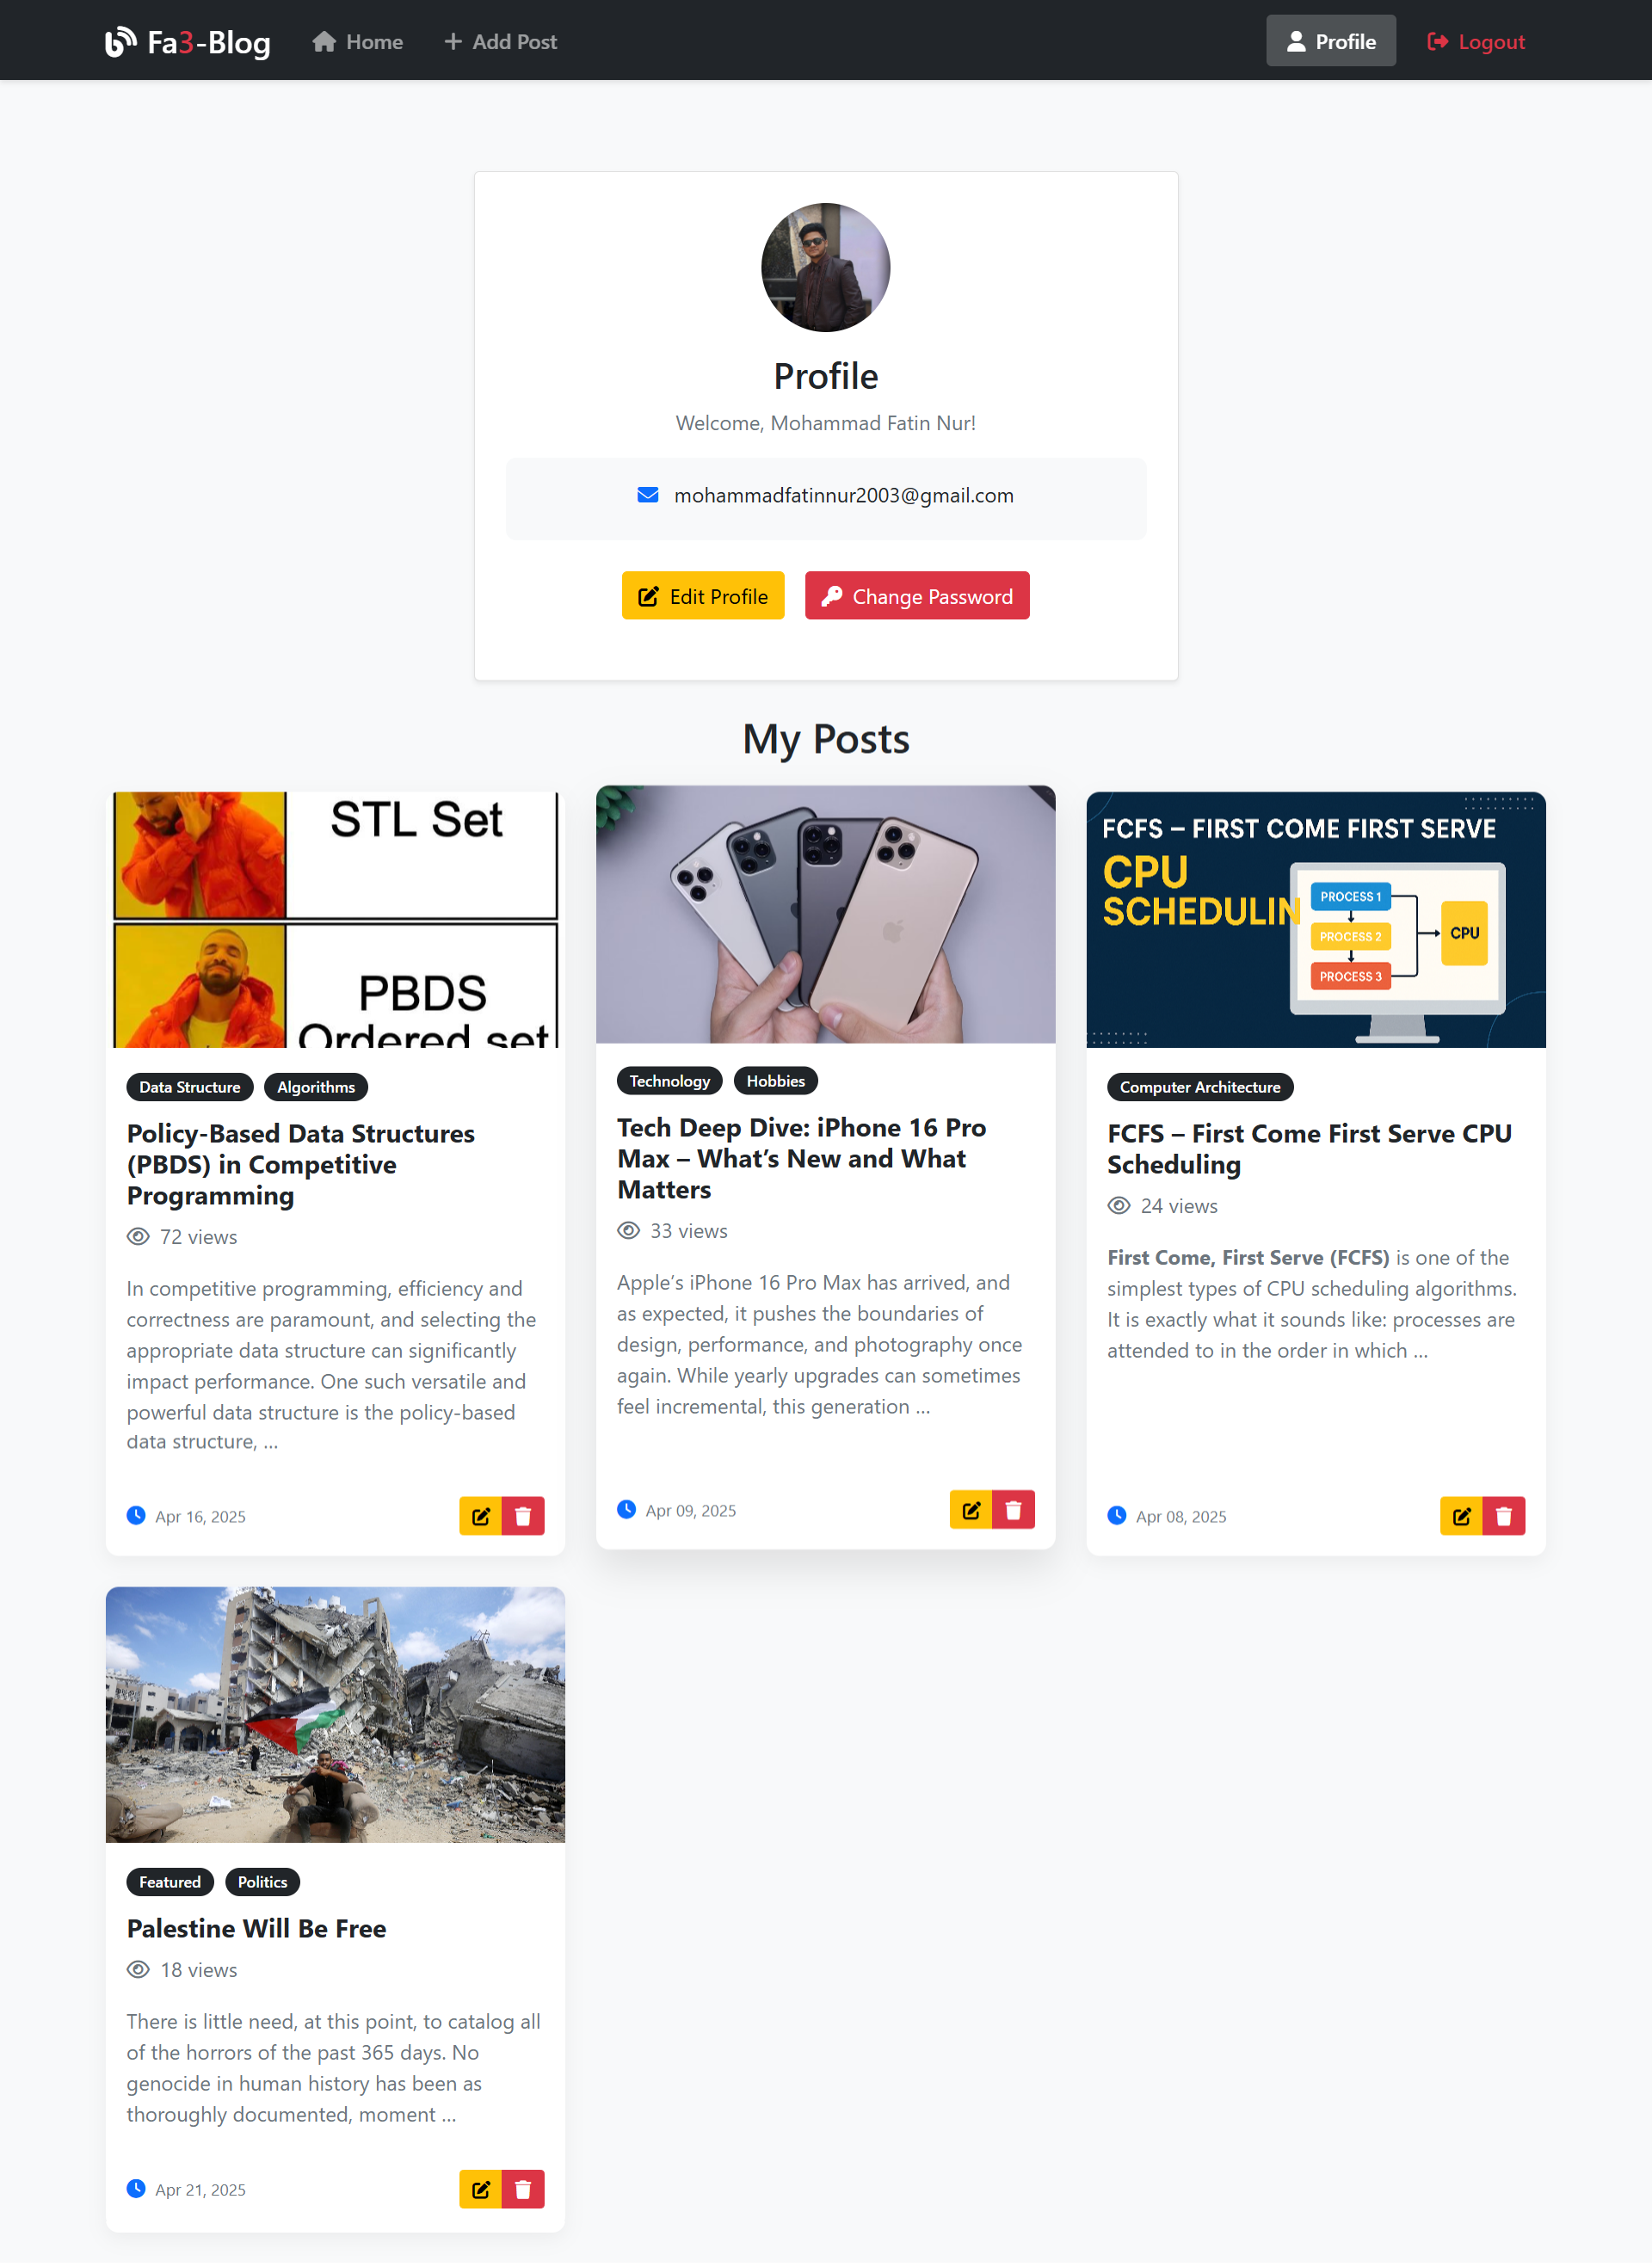 Fa3-Blog
Home
Add Post
Profile
Logout
Profile
Welcome, Mohammad Fatin Nur!
mohammadfatinnur2003@gmail.com
Edit Profile
Change Password
My Posts
STL Set
PBDS
Ordered set
Data Structure
Algorithms
Policy-Based Data Structures
(PBDS) in Competitive
Programming
72 views
In competitive programming, efficiency and
correctness are paramount, and selecting the
appropriate data structure can significantly
impact performance. One such versatile and
powerful data structure is the policy-based
data structure, ...
Apr 16, 2025
Technology
Hobbies
Tech Deep Dive: iPhone 16 Pro
Max – What’s New and What
Matters
33 views
Apple’s iPhone 16 Pro Max has arrived, and
as expected, it pushes the boundaries of
design, performance, and photography once
again. While yearly upgrades can sometimes
feel incremental, this generation ...
Apr 09, 2025
FCFS – FIRST COME FIRST SERVE
CPU
SCHEDULIN
PROCESS 1
PROCESS 2
PROCESS 3
CPU
Computer Architecture
FCFS – First Come First Serve CPU
Scheduling
24 views
First Come, First Serve (FCFS) is one of the
simplest types of CPU scheduling algorithms.
It is exactly what it sounds like: processes are
attended to in the order in which ...
Apr 08, 2025
Featured
Politics
Palestine Will Be Free
18 views
There is little need, at this point, to catalog all
of the horrors of the past 365 days. No
genocide in human history has been as
thoroughly documented, moment ...
Apr 21, 2025